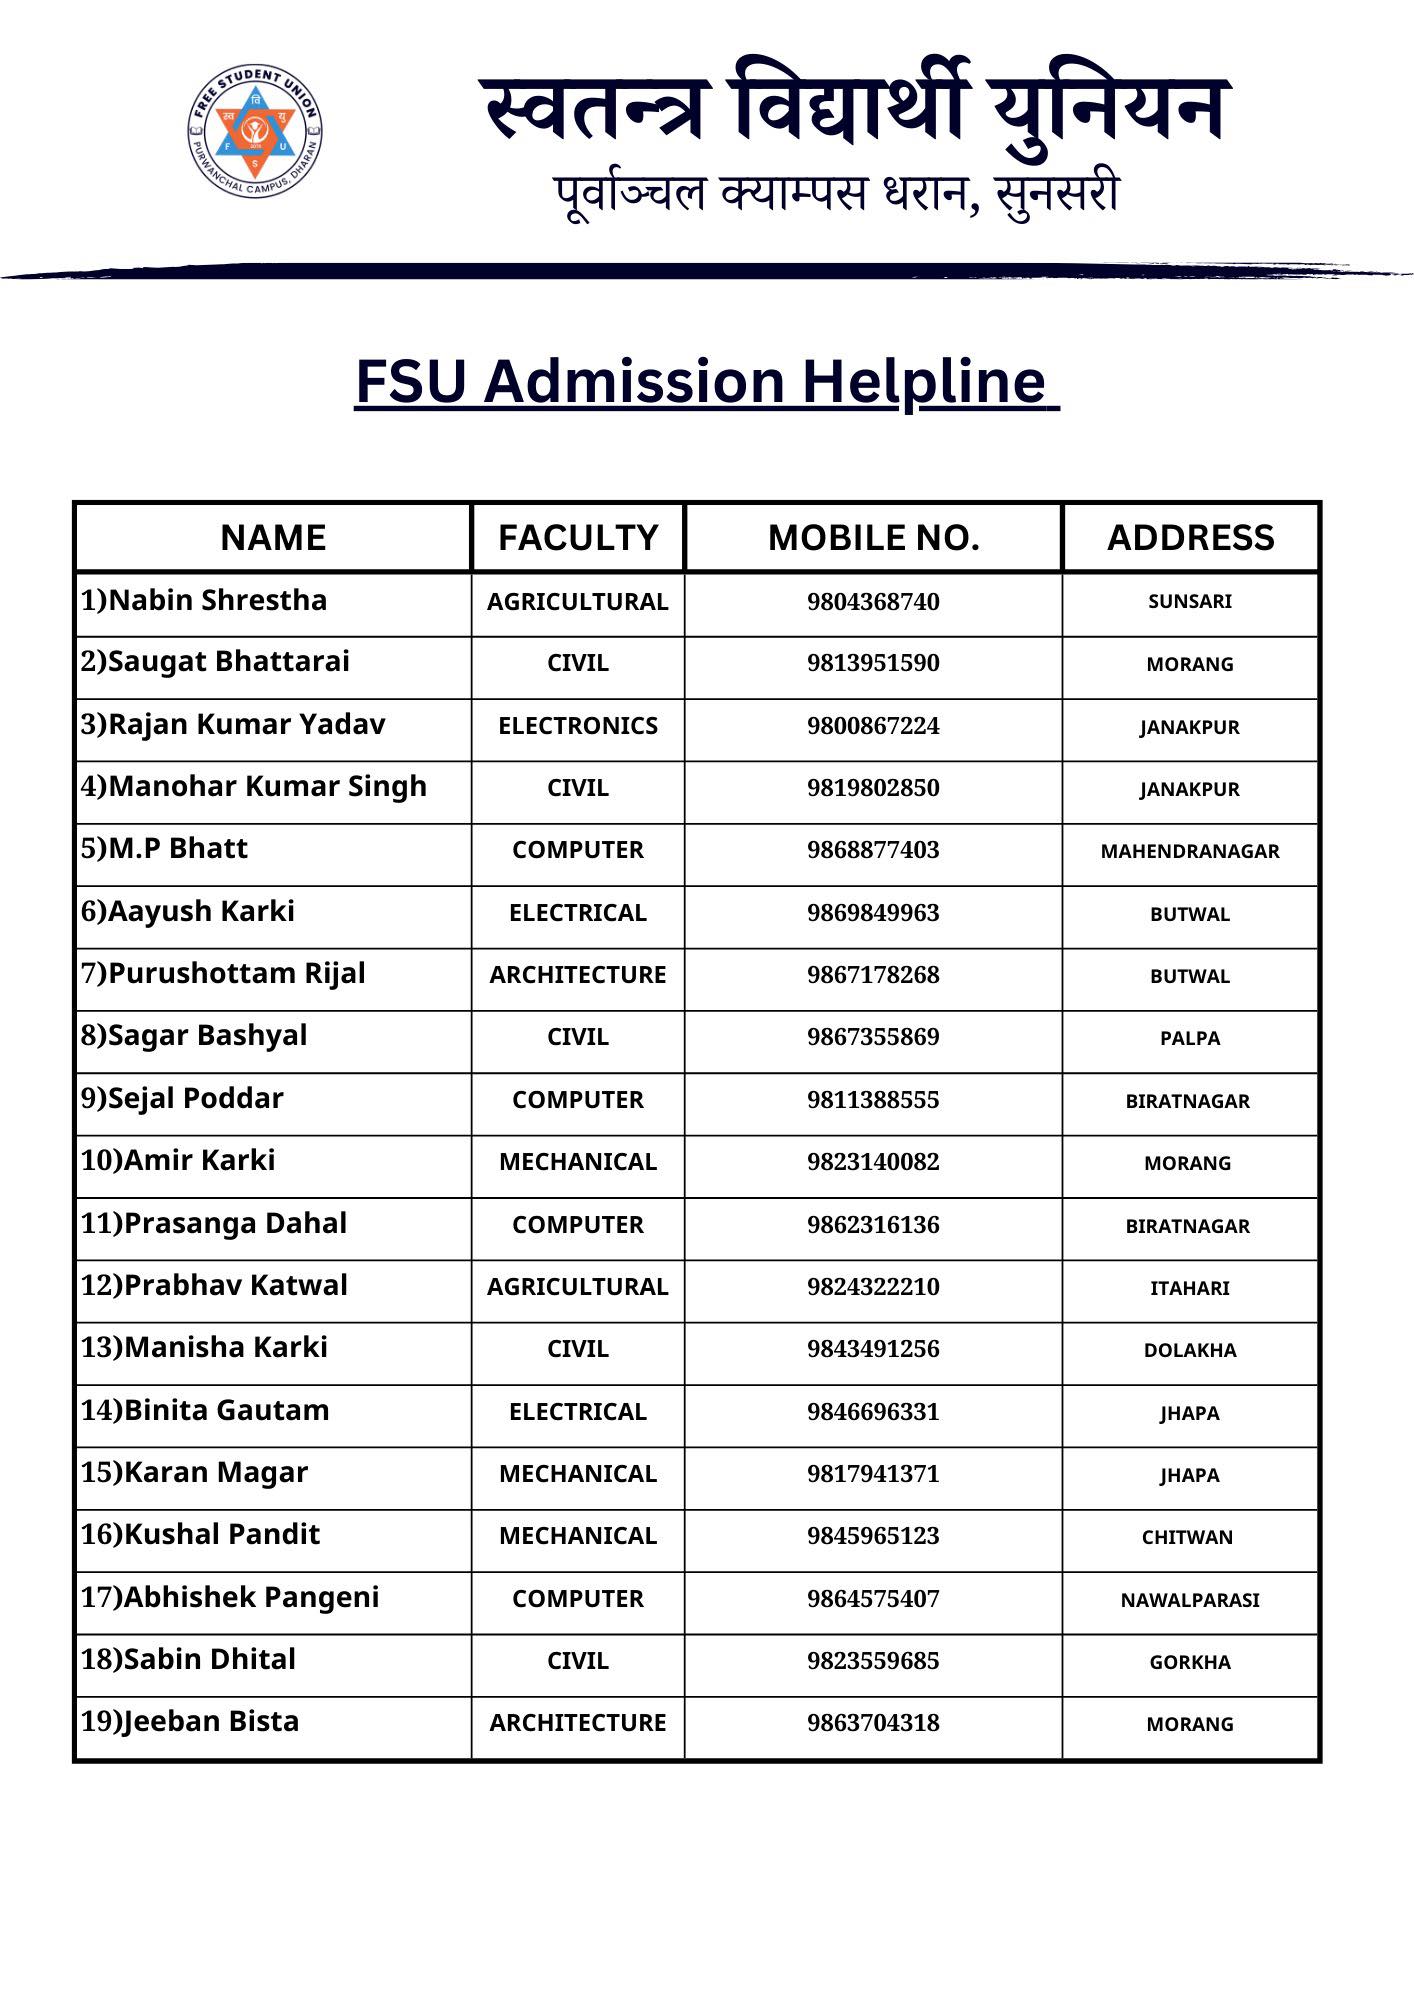 FREE STUDENT UNION
वि
स्व
यु
F
U
S
PURWANCHAL CAMPUS, DHARAN
स्वतन्त्र विद्यार्थी युनियन
पूर्वाञ्चल क्याम्पस धरान, सुनसरी
FSU Admission Helpline
NAME FACULTY MOBILE NO. ADDRESS
1)Nabin Shrestha AGRICULTURAL 9804368740 SUNSARI
2)Saugat Bhattarai CIVIL 9813951590 MORANG
3)Rajan Kumar Yadav ELECTRONICS 9800867224 JANAKPUR
4)Manohar Kumar Singh CIVIL 9819802850 JANAKPUR
5)M.P Bhatt COMPUTER 9868877403 MAHENDRANAGAR
6)Aayush Karki ELECTRICAL 9869849963 BUTWAL
7)Purushottam Rijal ARCHITECTURE 9867178268 BUTWAL
8)Sagar Bashyal CIVIL 9867355869 PALPA
9)Sejal Poddar COMPUTER 9811388555 BIRATNAGAR
10)Amir Karki MECHANICAL 9823140082 MORANG
11)Prasanga Dahal COMPUTER 9862316136 BIRATNAGAR
12)Prabhav Katwal AGRICULTURAL 9824322210 ITAHARI
13)Manisha Karki CIVIL 9843491256 DOLAKHA
14)Binita Gautam ELECTRICAL 9846696331 JHAPA
15)Karan Magar MECHANICAL 9817941371 JHAPA
16)Kushal Pandit MECHANICAL 9845965123 CHITWAN
17)Abhishek Pangeni COMPUTER 9864575407 NAWALPARASI
18)Sabin Dhital CIVIL 9823559685 GORKHA
19)Jeeban Bista ARCHITECTURE 9863704318 MORANG